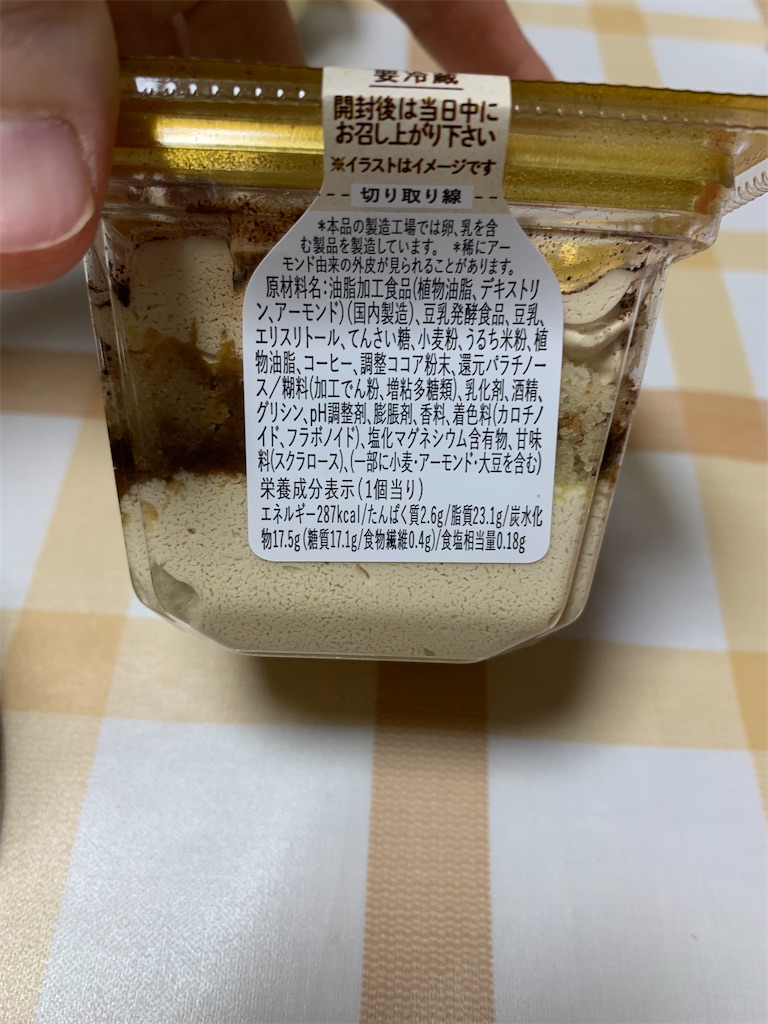 要冷蔵
開封後は当日中に
お召し上がり下さい
※イラストはイメージです
切り取り線
*本品の製造工場では卵、乳を含
む製品を製造しています。 *稀にアー
モンド由来の外皮が見られることがあります。
原材料名:油脂加工食品(植物油脂、デキストリ
ン、アーモンド)(国内製造)、豆乳発酵食品、豆乳、
エリスリトール、てんさい糖、小麦粉、うるち米粉、植
物油脂、コーヒー、調整ココア粉末、還元パラチノー
ス/糊料(加工でん粉、増粘多糖類)、乳化剤、酒精、
グリシン、pH調整剤、膨脹剤、香料、着色料(カロチノ
イド、フラボノイド)、塩化マグネシウム含有物、甘味
料(スクラロース)、(一部に小麦・アーモンド・大豆を含む)
栄養成分表示(1個当り)
エネルギー287kcal/たんぱく質2.6g/脂質23.1g/炭水化
物17.5g(糖質17.1g/食物繊維0.4g)/食塩相当量0.18g